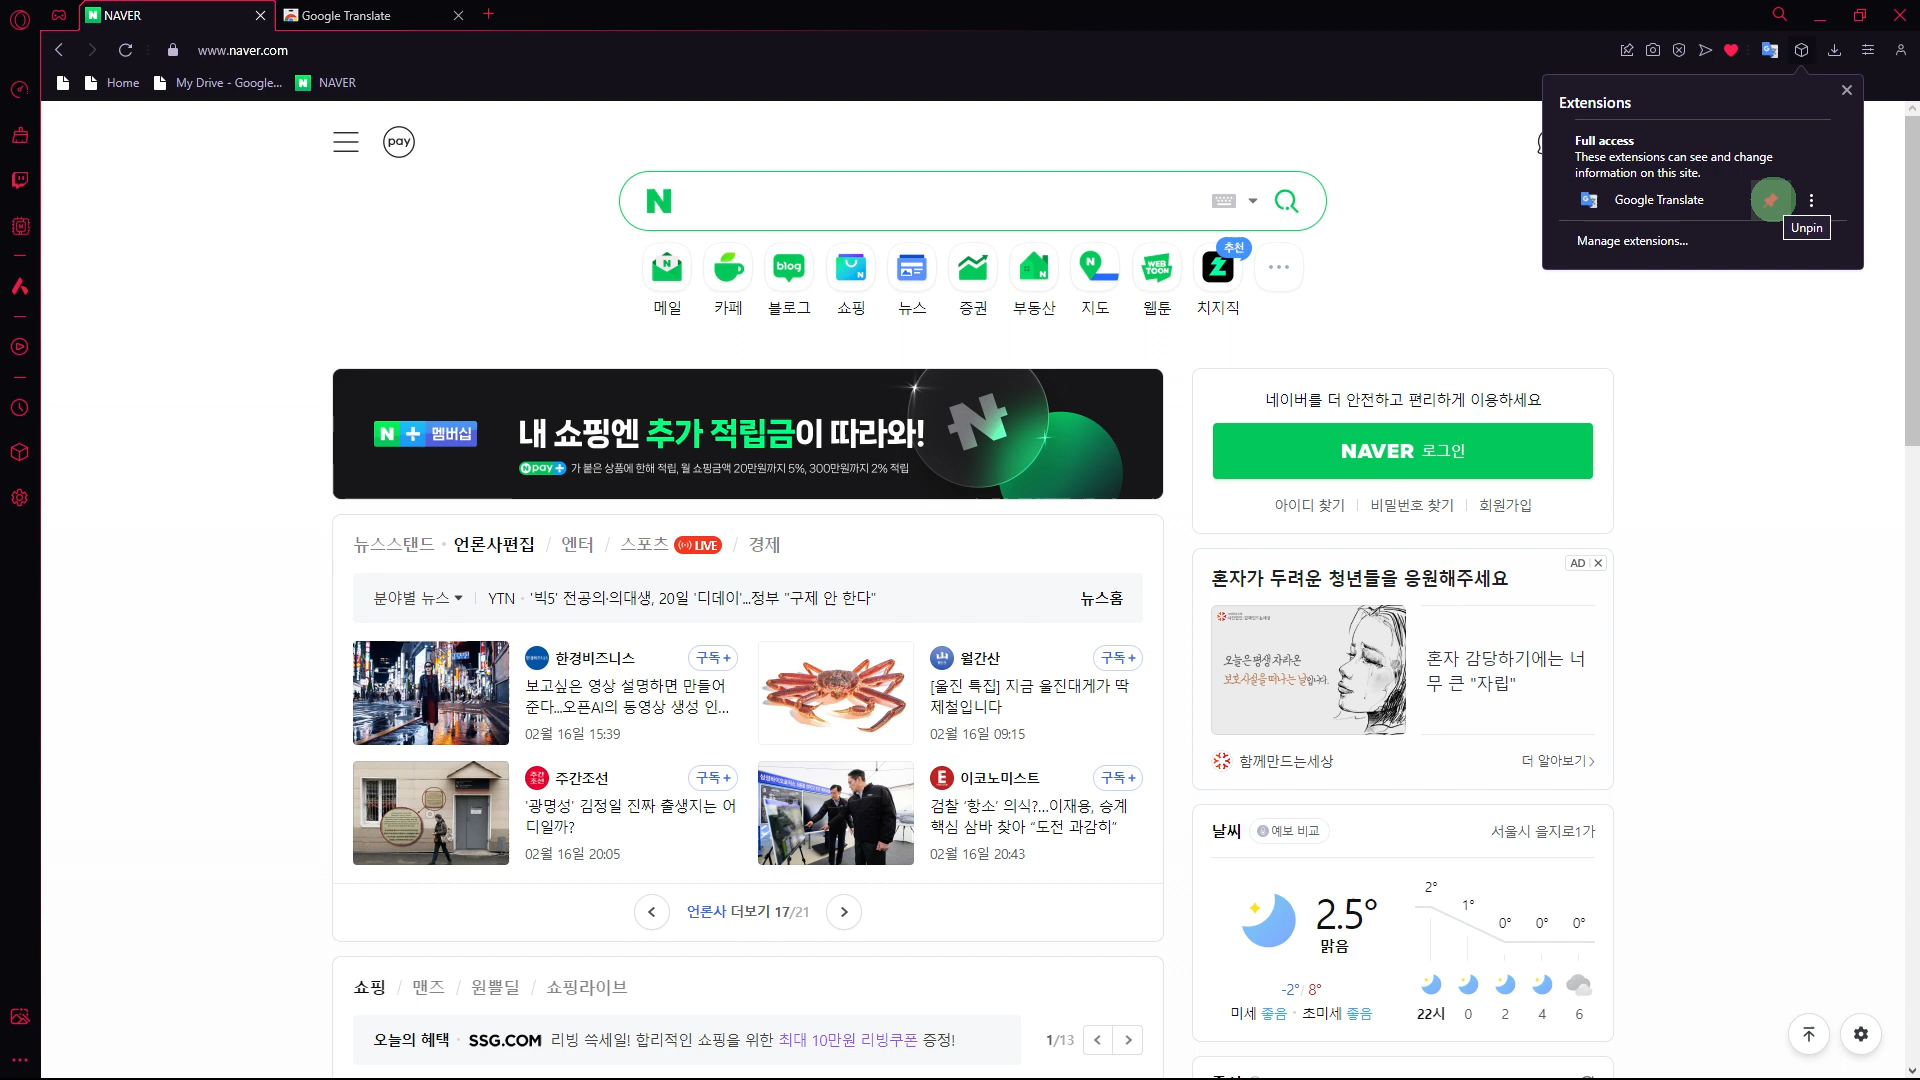 NAVER
Google Translate
www.naver.com
Home
My Drive - Google...
NAVER
Extensions
Full access
These extensions can see and change
information on this site.
Google Translate
Unpin
Manage extensions...
pay
N
추천
blog
WEB
TOON
메일
카페
블로그
쇼핑
뉴스
증권
부동산
지도
웹툰
치지직
N + 멤버십
내 쇼핑엔 추가 적립금이 따라와!
N pay+ 가 붙은 상품에 한해 적립, 월 쇼핑금액 20만원까지 5%, 300만원까지 2% 적립
네이버를 더 안전하고 편리하게 이용하세요
NAVER 로그인
아이디 찾기
비밀번호 찾기
회원가입
뉴스스탠드 · 언론사편집 / 엔터 / 스포츠 LIVE / 경제
분야별 뉴스
YTN · '빅5' 전공의·의대생, 20일 '디데이'...정부 "구제 안 한다"
뉴스홈
한경비즈니스
구독+
보고싶은 영상 설명하면 만들어
준다...오픈AI의 동영상 생성 인...
02월 16일 15:39
월간산
구독+
[울진 특집] 지금 울진대게가 딱
제철입니다
02월 16일 09:15
주간조선
구독+
'광명성' 김정일 진짜 출생지는 어
디일까?
02월 16일 20:05
이코노미스트
구독+
검찰 '항소' 의식?...이재용, 승계
핵심 삼바 찾아 "도전 과감히"
02월 16일 20:43
언론사 더보기 17/21
AD
혼자가 두려운 청년들을 응원해주세요
오늘은 평생 자라온
보호시설을 떠나는 날입니다.
혼자 감당하기에는 너
무 큰 "자립"
함께만드는세상
더 알아보기
날씨
예보 비교
서울시 을지로1가
2.5°
맑음
-2°/ 8°
미세 좋음 · 초미세 좋음
2° 1° 0° 0° 0°
22시 0 2 4 6
쇼핑 / 맨즈 / 원쁠딜 / 쇼핑라이브
오늘의 혜택 · SSG.COM 리빙 쓱세일! 합리적인 쇼핑을 위한 최대 10만원 리빙쿠폰 증정!
1/13